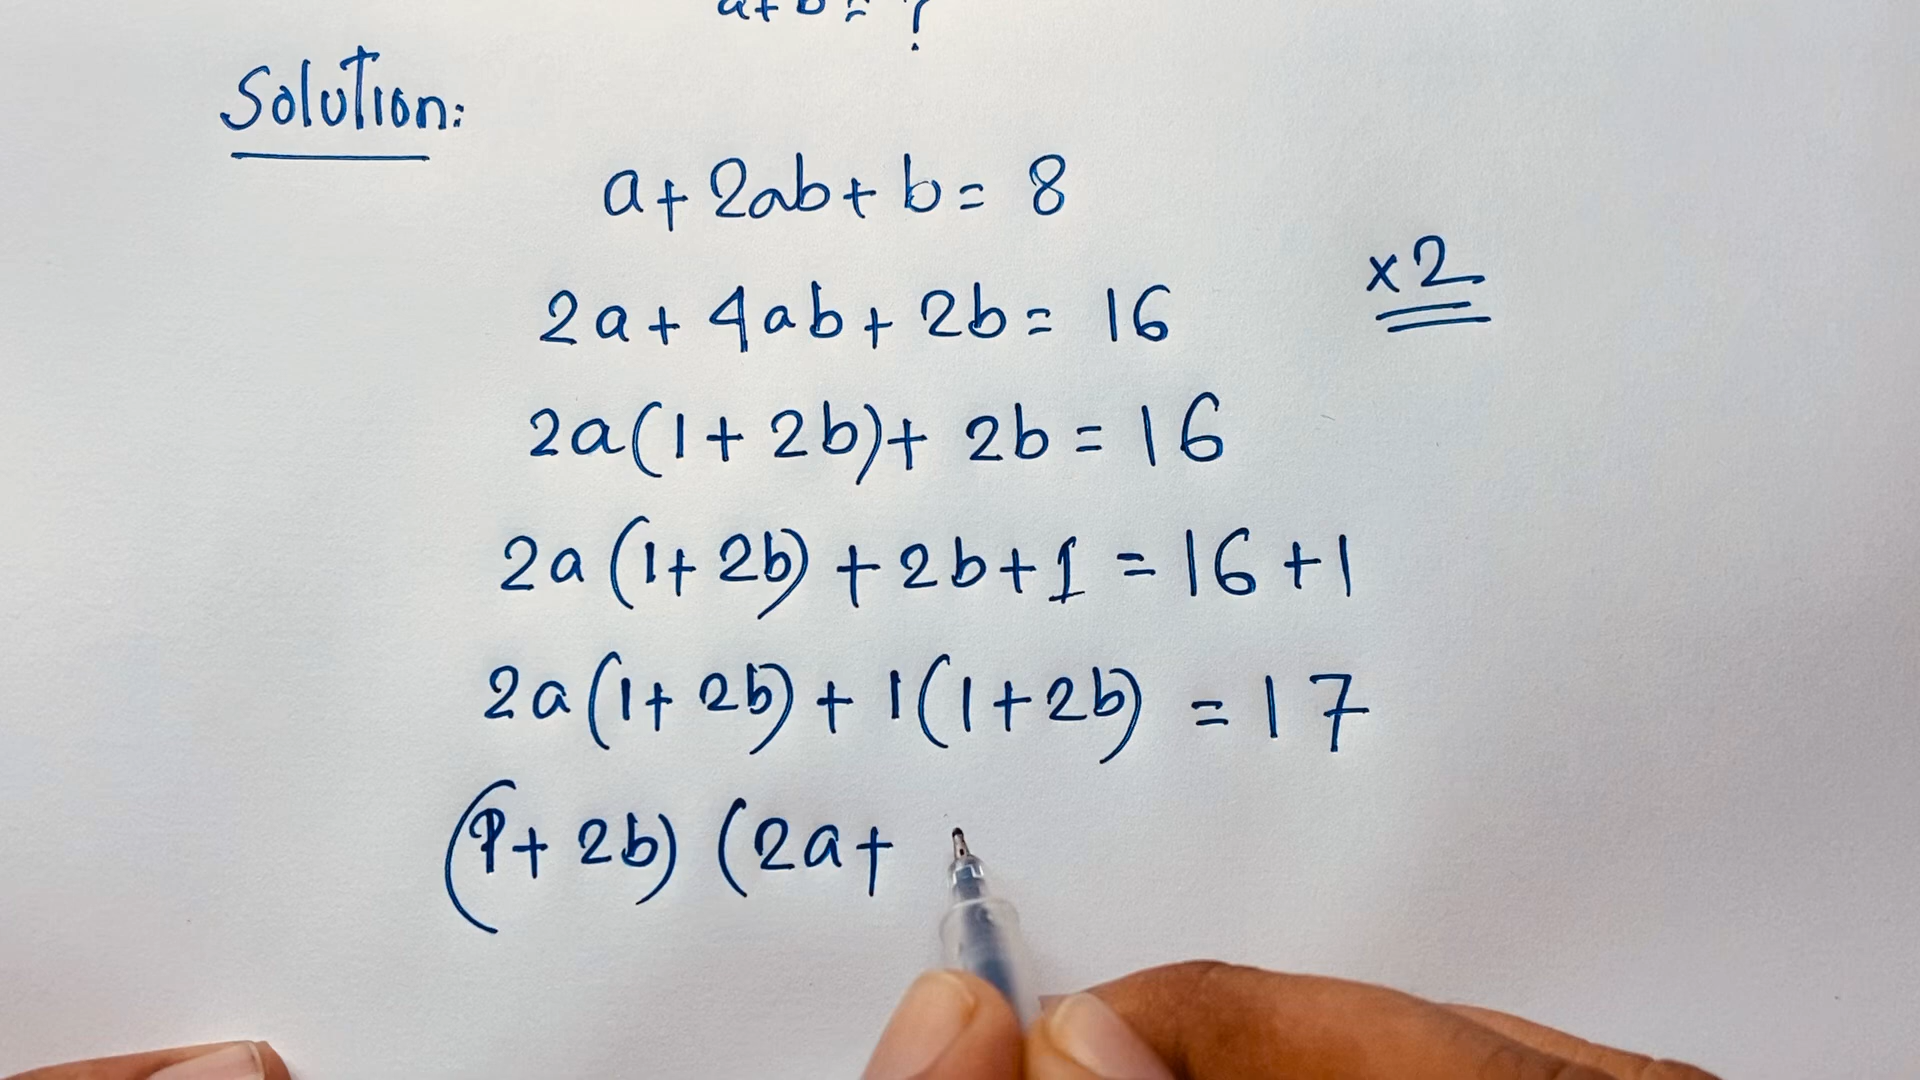 a+b = ?
Solution:
a + 2ab + b = 8
×2
2a + 4ab + 2b = 16
2a(1 + 2b) + 2b = 16
2a (1 + 2b) + 2b + 1 = 16 + 1
2a (1 + 2b) + 1 (1 + 2b) = 17
(1 + 2b) (2a +